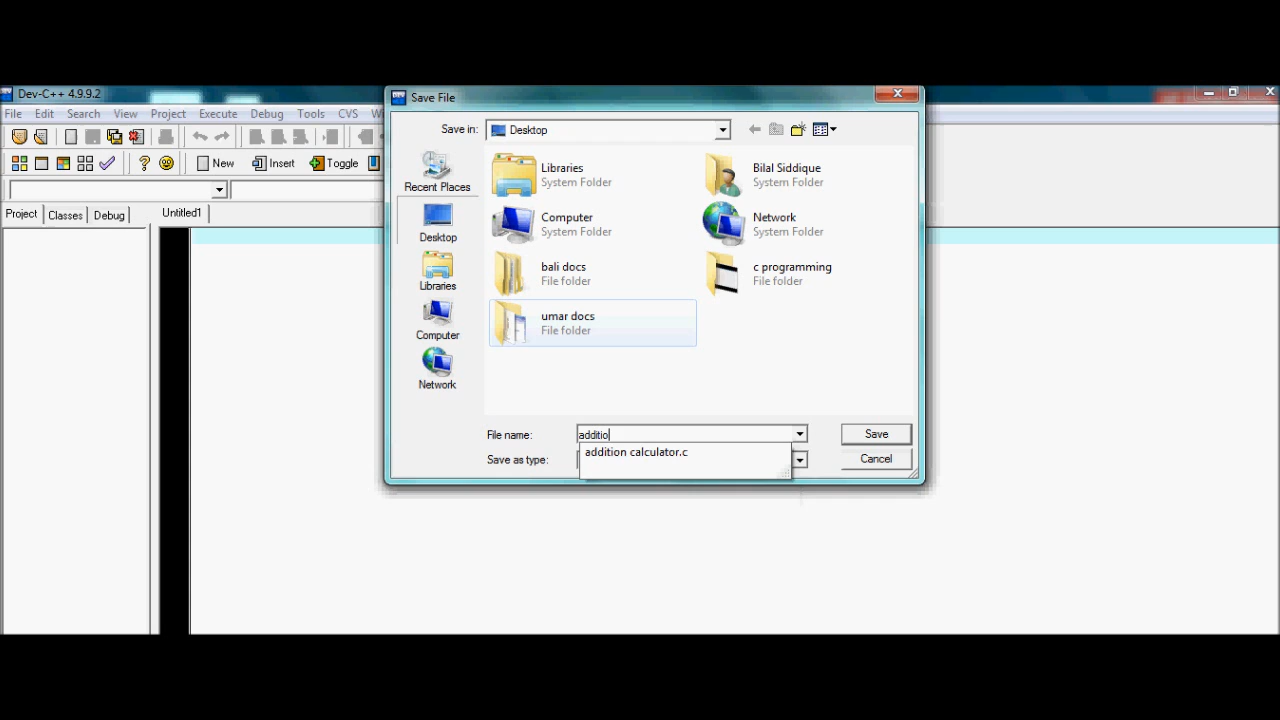 Dev-C++ 4.9.9.2
File Edit Search View Project Execute Debug Tools CVS W
New Insert Toggle
Project Classes Debug
Untitled1
Save File
Save in: Desktop
Recent Places
Desktop
Libraries
Computer
Network
Libraries
System Folder
Bilal Siddique
System Folder
Computer
System Folder
Network
System Folder
bali docs
File folder
c programming
File folder
umar docs
File folder
File name: additio
Save
addition calculator.c
Save as type:
Cancel